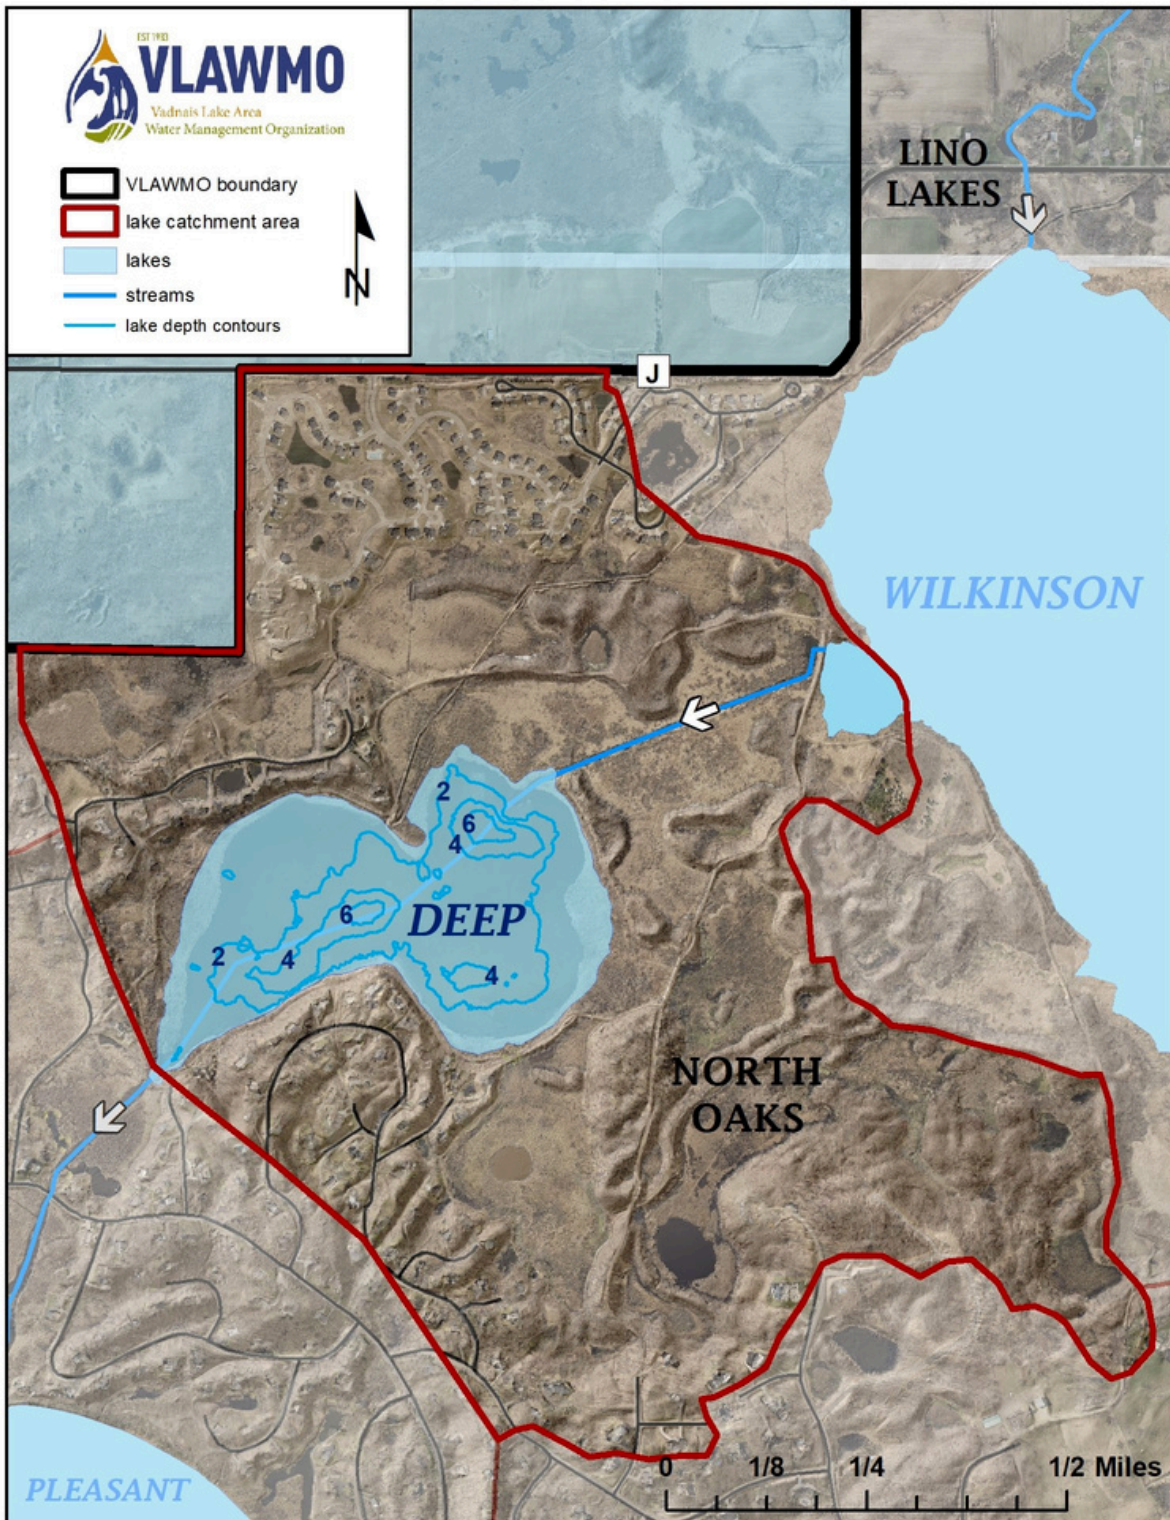 EST 1983
VLAWMO
Vadnais Lake Area
Water Management Organization
VLAWMO boundary
lake catchment area
lakes
streams
lake depth contours
N
LINO
LAKES
J
WILKINSON
2
6
4
6
DEEP
2
4
4
NORTH
OAKS
PLEASANT
0 1/8 1/4 1/2 Miles